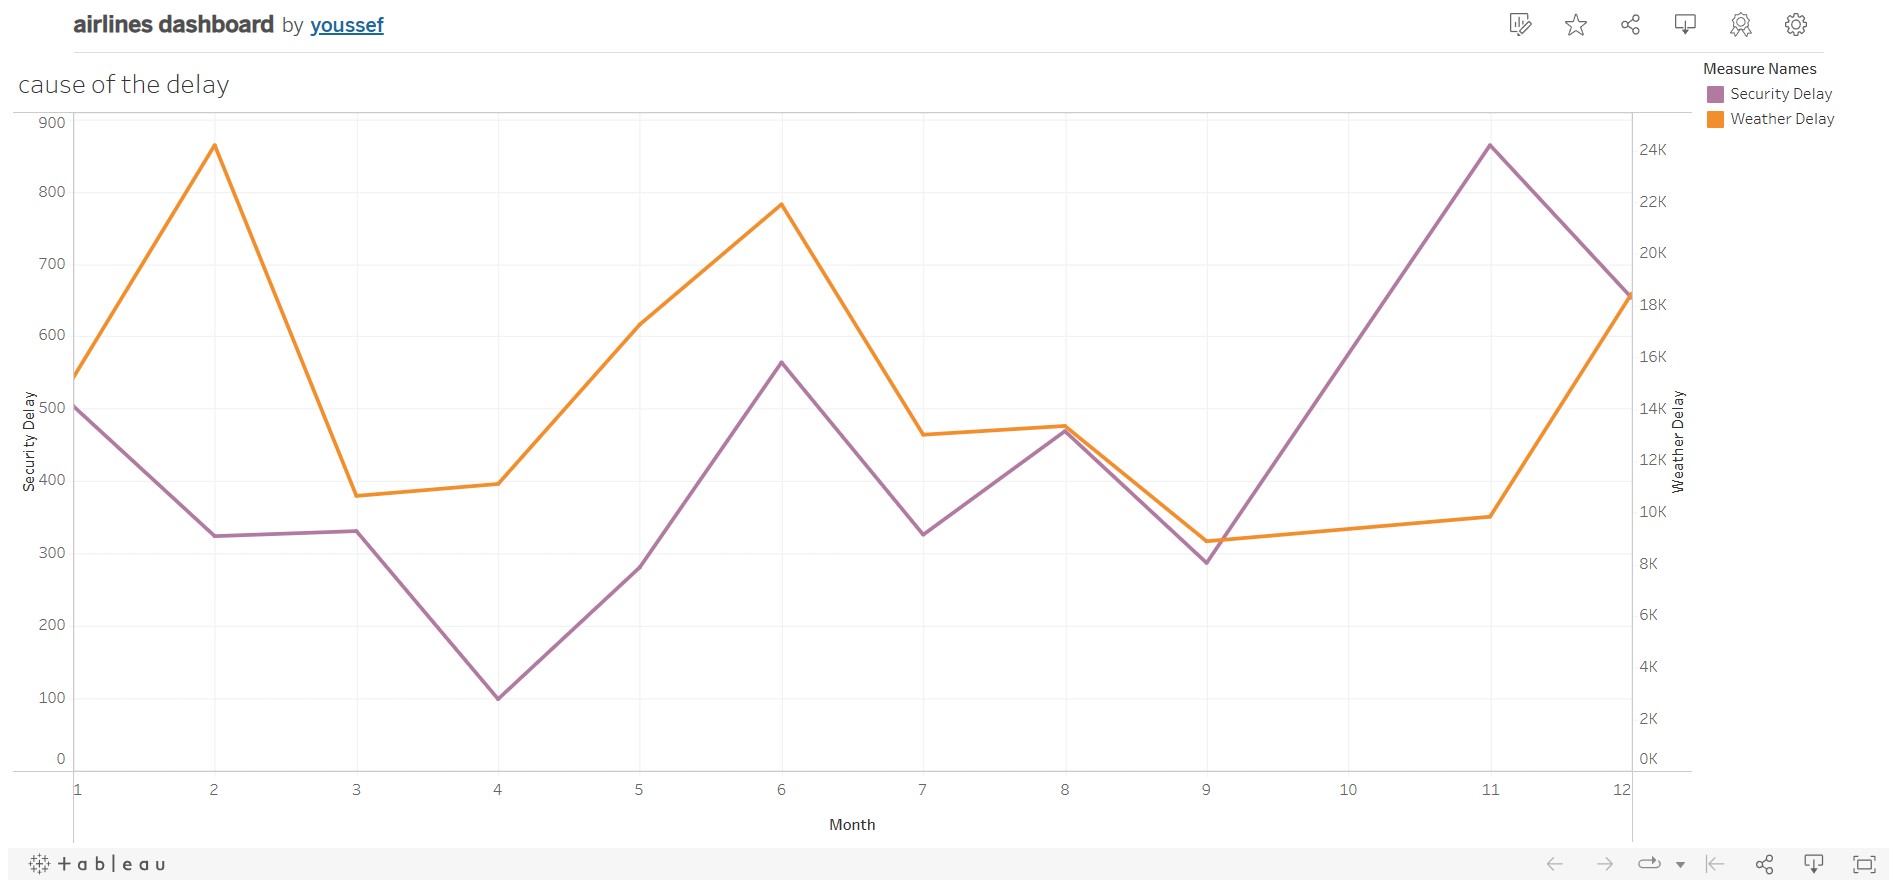 airlines dashboard by youssef
cause of the delay
Measure Names
Security Delay
Weather Delay
Security Delay
900
800
700
600
500
400
300
200
100
0
24K
22K
20K
18K
16K
14K
12K
10K
8K
6K
4K
2K
0K
Weather Delay
1 2 3 4 5 6 7 8 9 10 11 12
Month
+ableau